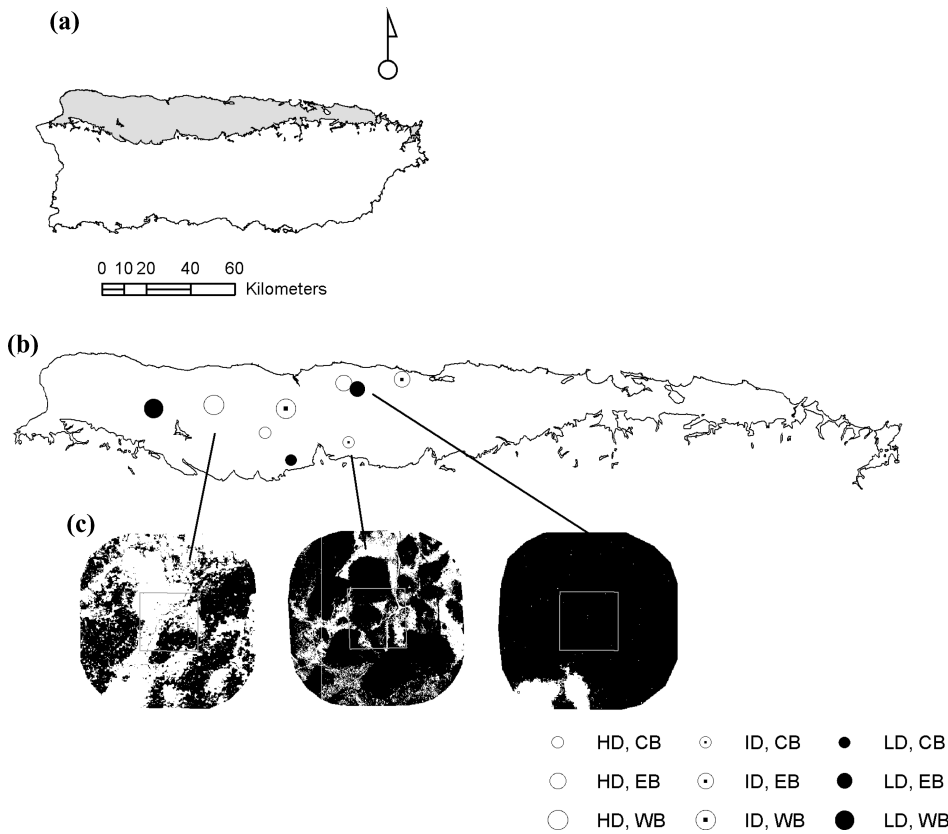 (a)
0 10 20 40 60
Kilometers
(b)
(c)
HD, CB ID, CB LD, CB
HD, EB ID, EB LD, EB
HD, WB ID, WB LD, WB